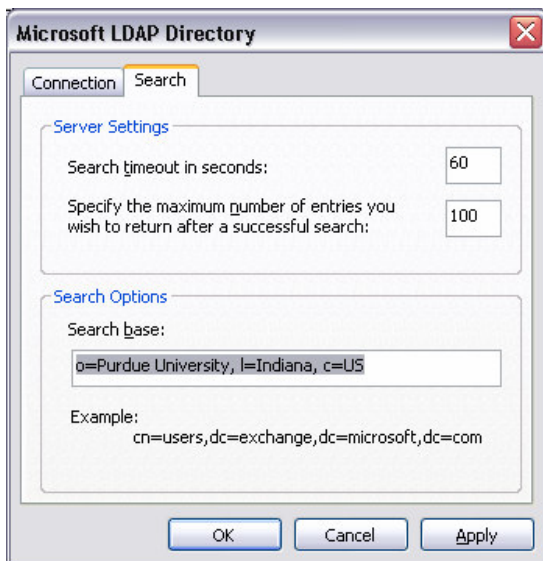 Microsoft LDAP Directory
Connection
Search
Server Settings
Search timeout in seconds:
60
Specify the maximum number of entries you
wish to return after a successful search:
100
Search Options
Search base:
o=Purdue University, l=Indiana, c=US
Example:
cn=users,dc=exchange,dc=microsoft,dc=com
OK
Cancel
Apply